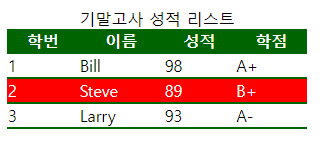 기말고사 성적 리스트
학번 이름 성적 학점
1 Bill 98 A+
2 Steve 89 B+
3 Larry 93 A-